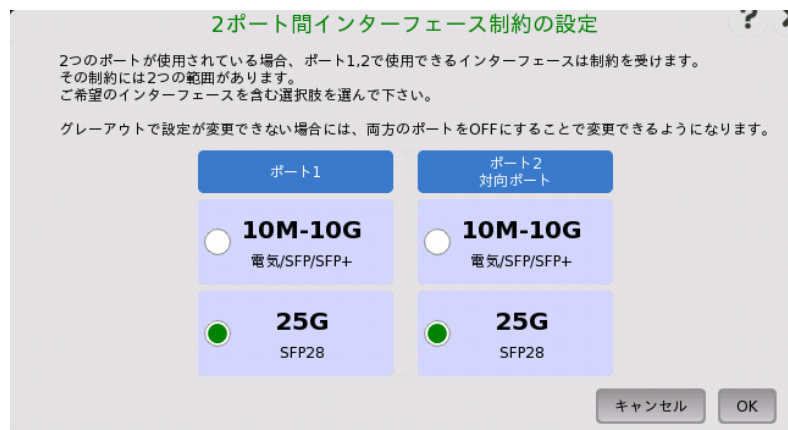 2ポート間インターフェース制約の設定
?
2つのポートが使用されている場合、ポート1,2で使用できるインターフェースは制約を受けます。
その制約には2つの範囲があります。
ご希望のインターフェースを含む選択肢を選んで下さい。
グレーアウトで設定が変更できない場合には、両方のポートをOFFにすることで変更できるようになります。
ポート1
ポート2
対向ポート
10M-10G
電気/SFP/SFP+
10M-10G
電気/SFP/SFP+
25G
SFP28
25G
SFP28
キャンセル
OK